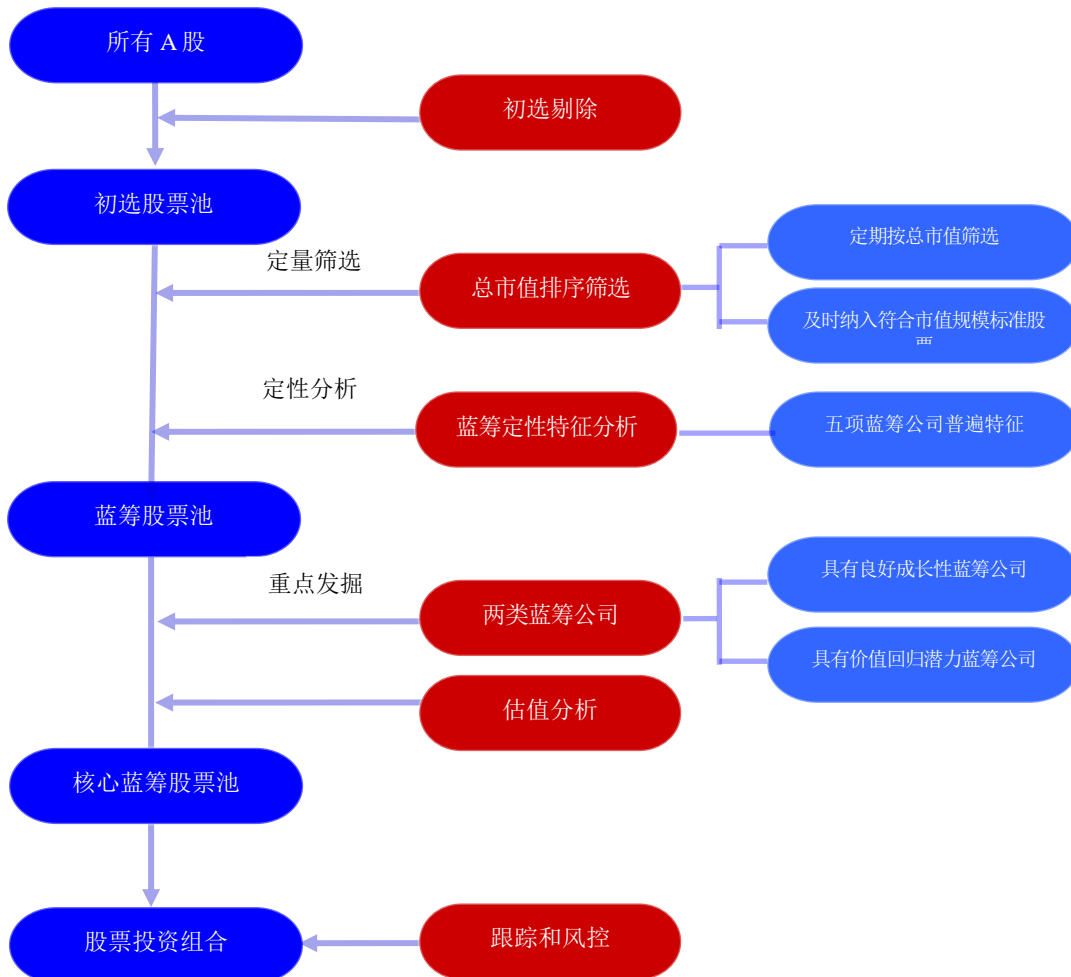 所有 A 股
初选剔除
初选股票池
定量筛选
总市值排序筛选
定期按总市值筛选
及时纳入符合市值规模标准股
票
定性分析
蓝筹定性特征分析
五项蓝筹公司普遍特征
蓝筹股票池
重点发掘
两类蓝筹公司
具有良好成长性蓝筹公司
具有价值回归潜力蓝筹公司
估值分析
核心蓝筹股票池
股票投资组合
跟踪和风控